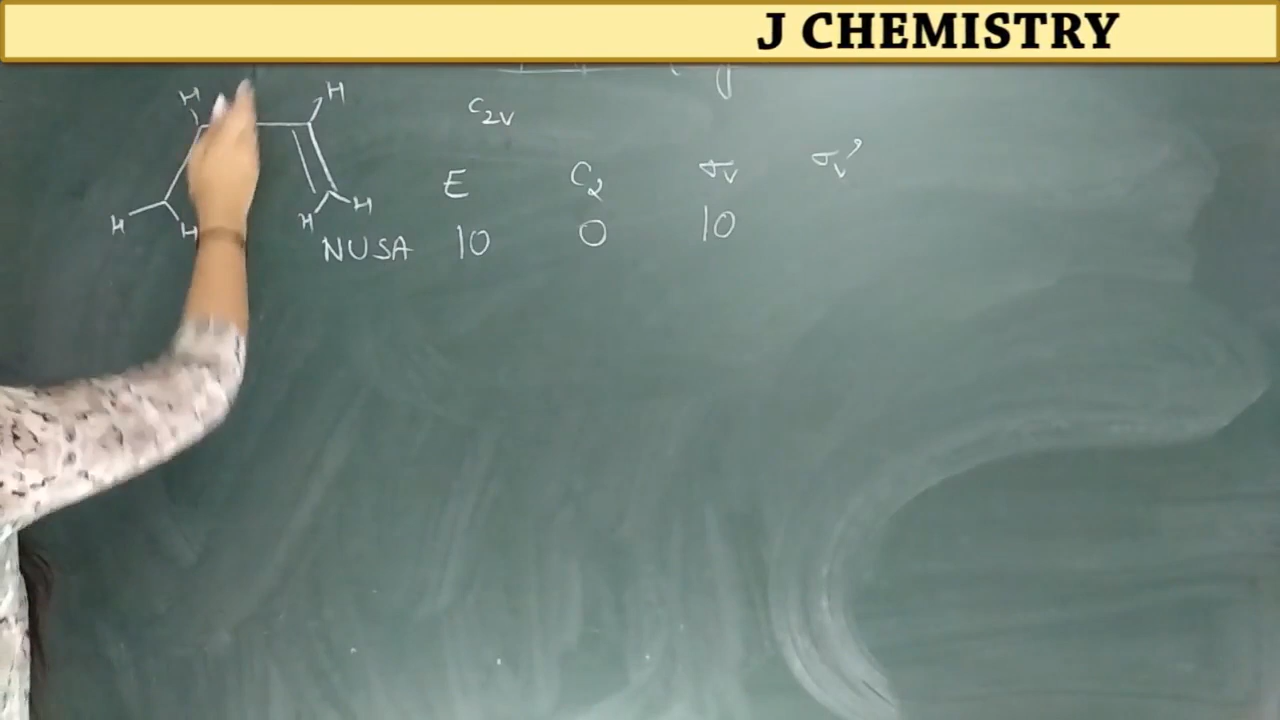 J CHEMISTRY
H H
C2v
E C2 σv σv'
H H H H
NUSA 10 0 10